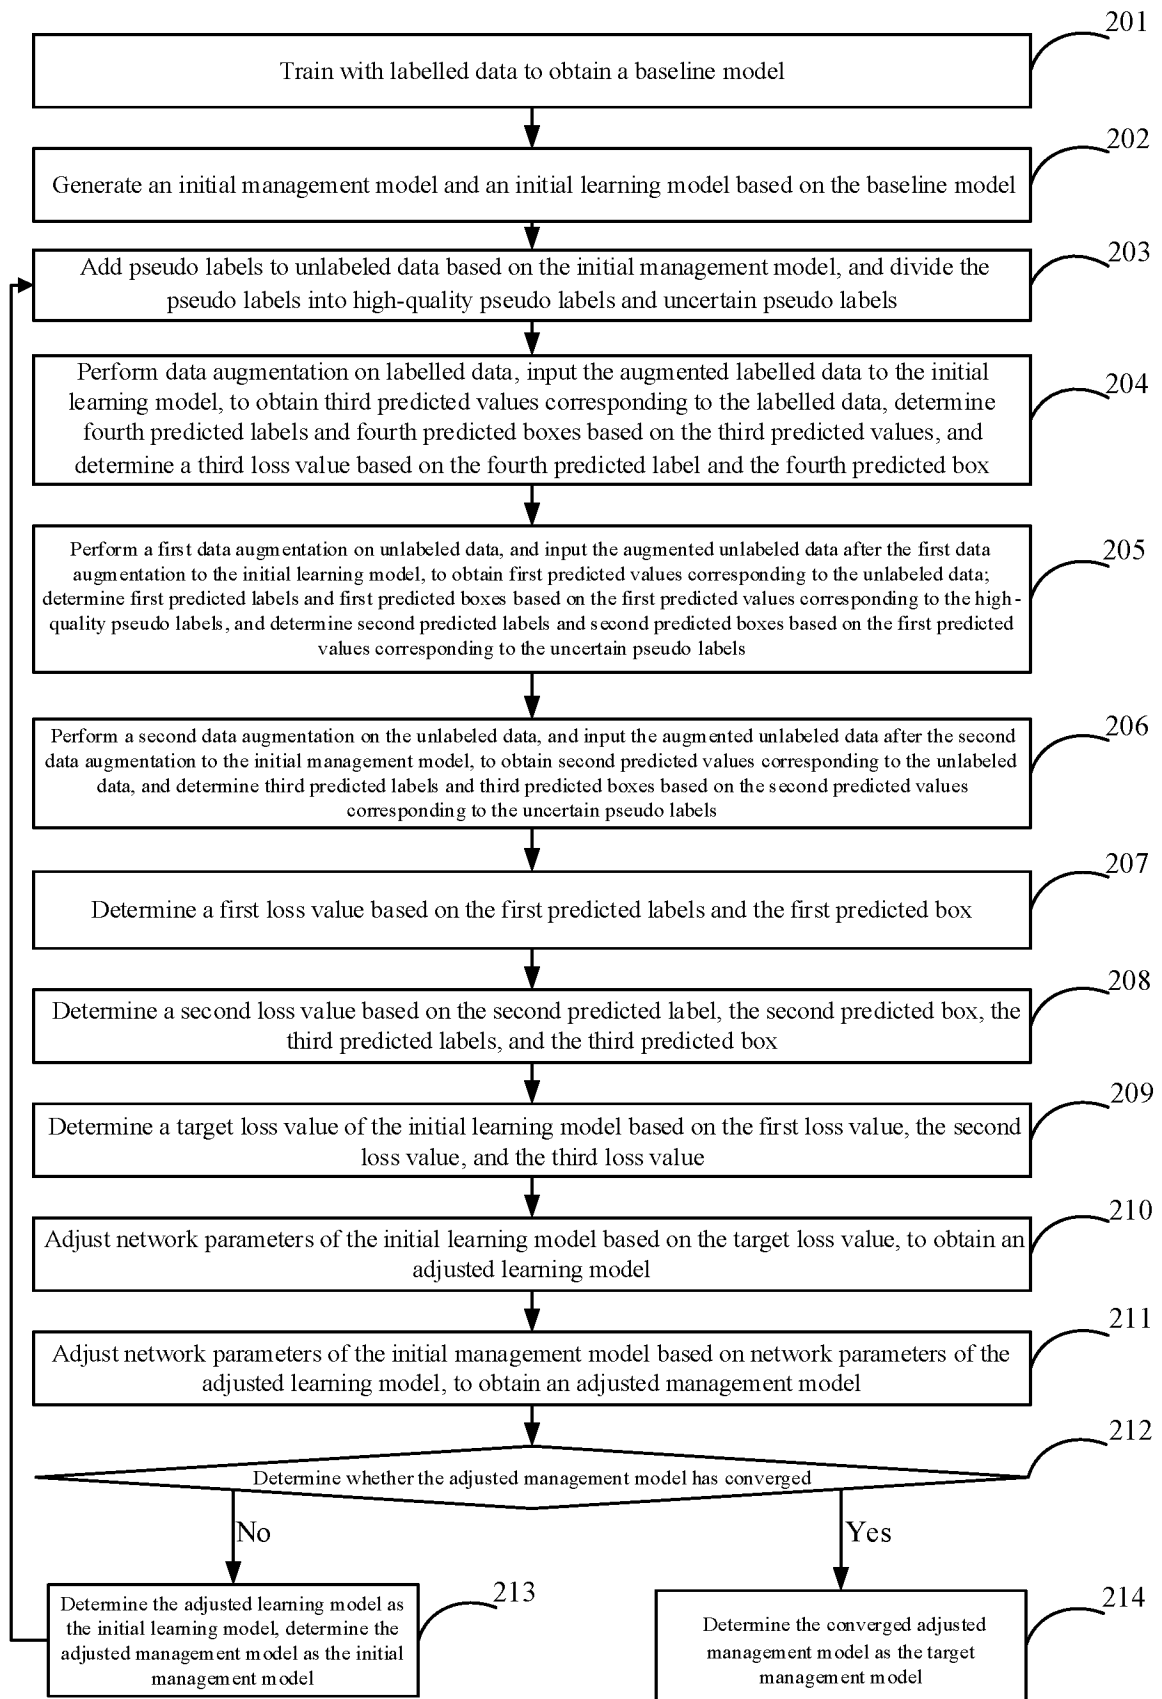 201
Train with labelled data to obtain a baseline model
202
Generate an initial management model and an initial learning model based on the baseline model
203
Add pseudo labels to unlabeled data based on the initial management model, and divide the
pseudo labels into high-quality pseudo labels and uncertain pseudo labels
204
Perform data augmentation on labelled data, input the augmented labelled data to the initial
learning model, to obtain third predicted values corresponding to the labelled data, determine
fourth predicted labels and fourth predicted boxes based on the third predicted values, and
determine a third loss value based on the fourth predicted label and the fourth predicted box
205
Perform a first data augmentation on unlabeled data, and input the augmented unlabeled data after the first data
augmentation to the initial learning model, to obtain first predicted values corresponding to the unlabeled data;
determine first predicted labels and first predicted boxes based on the first predicted values corresponding to the high-
quality pseudo labels, and determine second predicted labels and second predicted boxes based on the first predicted
values corresponding to the uncertain pseudo labels
206
Perform a second data augmentation on the unlabeled data, and input the augmented unlabeled data after the second
data augmentation to the initial management model, to obtain second predicted values corresponding to the unlabeled
data, and determine third predicted labels and third predicted boxes based on the second predicted values
corresponding to the uncertain pseudo labels
207
Determine a first loss value based on the first predicted labels and the first predicted box
208
Determine a second loss value based on the second predicted label, the second predicted box, the
third predicted labels, and the third predicted box
209
Determine a target loss value of the initial learning model based on the first loss value, the second
loss value, and the third loss value
210
Adjust network parameters of the initial learning model based on the target loss value, to obtain an
adjusted learning model
211
Adjust network parameters of the initial management model based on network parameters of the
adjusted learning model, to obtain an adjusted management model
212
Determine whether the adjusted management model has converged
No
Yes
213
Determine the adjusted learning model as
the initial learning model, determine the
adjusted management model as the initial
management model
214
Determine the converged adjusted
management model as the target
management model